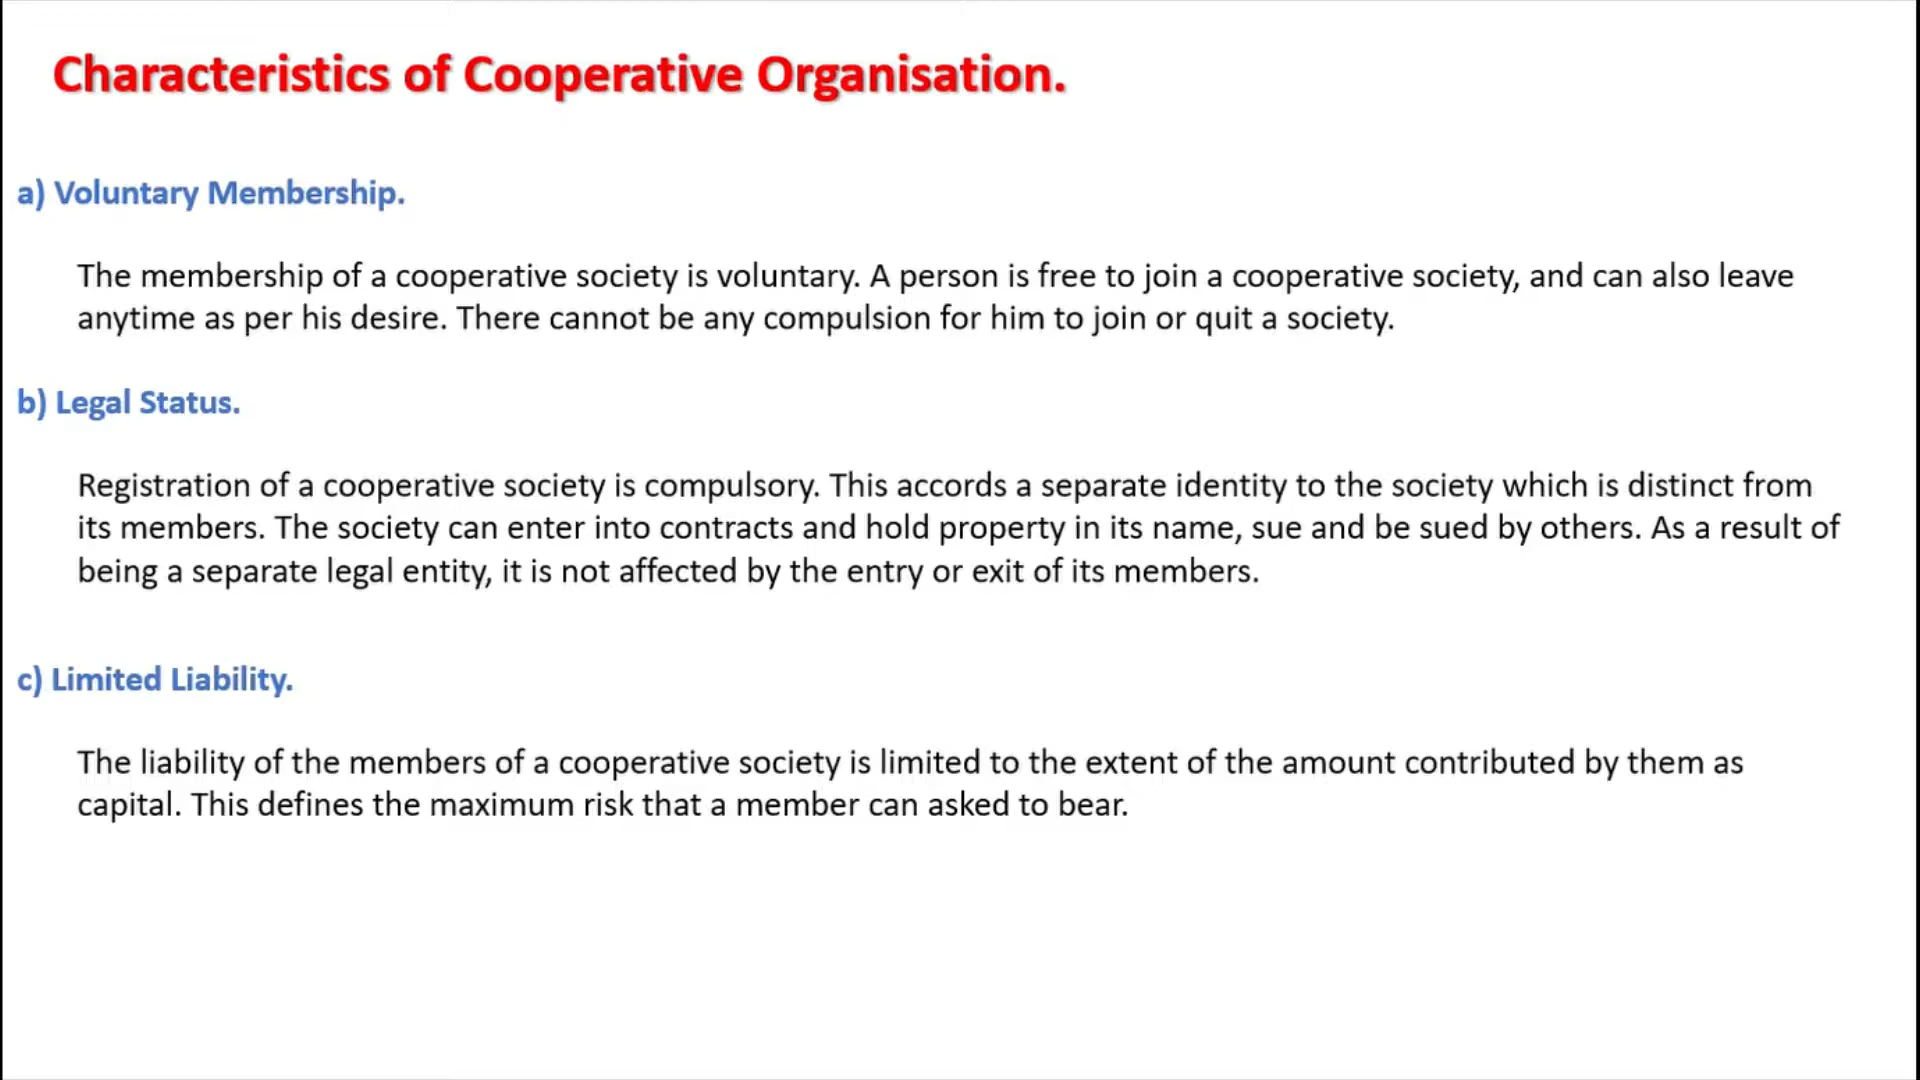 Characteristics of Cooperative Organisation.
a) Voluntary Membership.
The membership of a cooperative society is voluntary. A person is free to join a cooperative society, and can also leave
anytime as per his desire. There cannot be any compulsion for him to join or quit a society.
b) Legal Status.
Registration of a cooperative society is compulsory. This accords a separate identity to the society which is distinct from
its members. The society can enter into contracts and hold property in its name, sue and be sued by others. As a result of
being a separate legal entity, it is not affected by the entry or exit of its members.
c) Limited Liability.
The liability of the members of a cooperative society is limited to the extent of the amount contributed by them as
capital. This defines the maximum risk that a member can asked to bear.